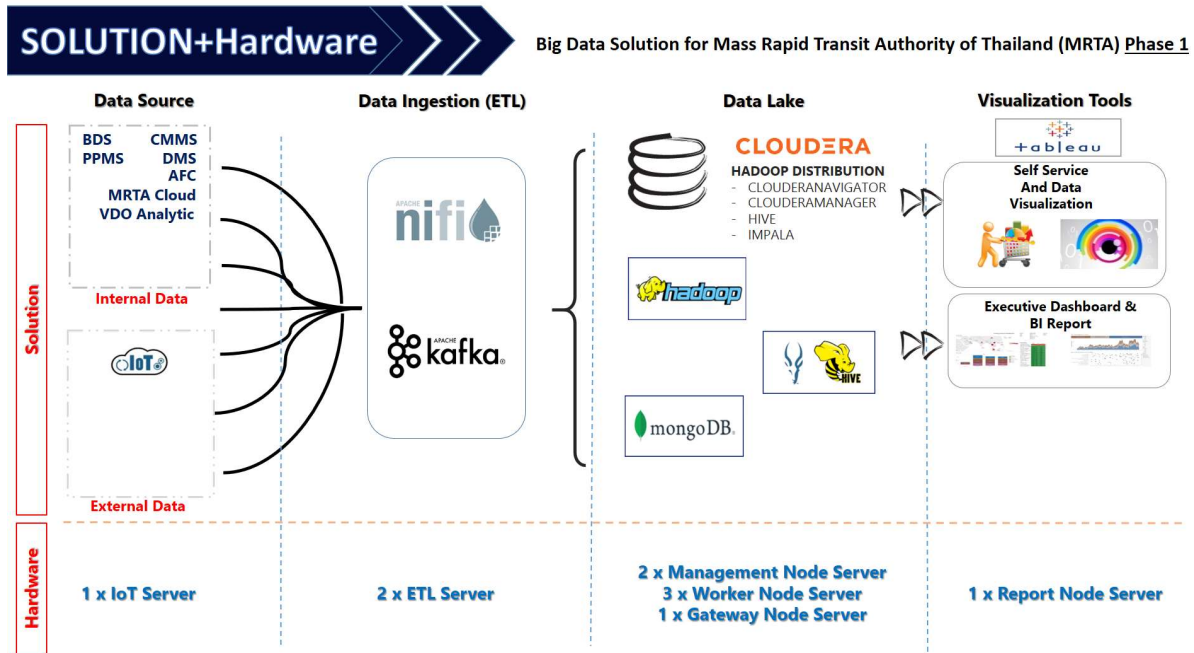 SOLUTION+Hardware
Big Data Solution for Mass Rapid Transit Authority of Thailand (MRTA) Phase 1
Data Source
Data Ingestion (ETL)
Data Lake
Visualization Tools
Solution
BDS CMMS
PPMS DMS
AFC
MRTA Cloud
VDO Analytic
Internal Data
IoT
External Data
APACHE
nifi
APACHE
kafka®
CLOUDERA
HADOOP DISTRIBUTION
- CLOUDERANAVIGATOR
- CLOUDERAMANAGER
- HIVE
- IMPALA
hadoop
HIVE
mongoDB®
+ableau
Self Service
And Data
Visualization
Executive Dashboard &
BI Report
Hardware
1 x IoT Server
2 x ETL Server
2 x Management Node Server
3 x Worker Node Server
1 x Gateway Node Server
1 x Report Node Server